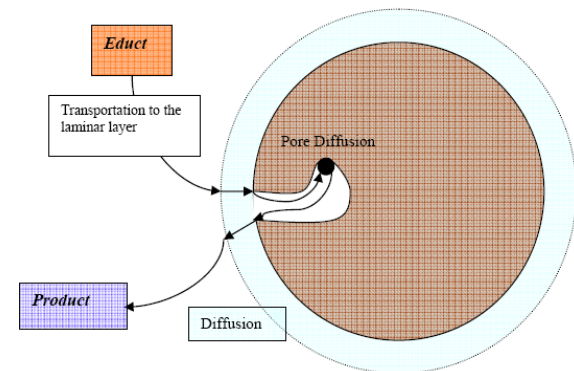 Educt
Transportation to the
laminar layer
Pore Diffusion
Product
Diffusion